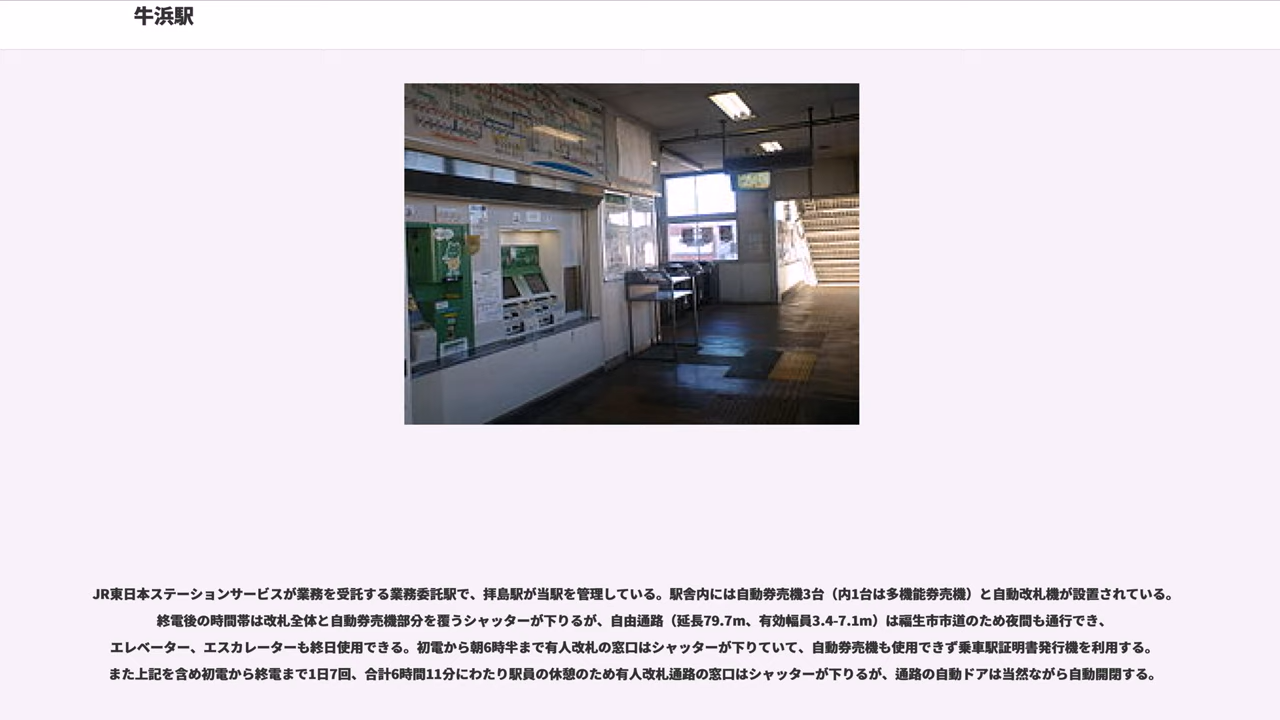 牛浜駅
JR東日本ステーションサービスが業務を受託する業務委託駅で、拝島駅が当駅を管理している。駅舎内には自動券売機3台（内1台は多機能券売機）と自動改札機が設置されている。
終電後の時間帯は改札全体と自動券売機部分を覆うシャッターが下りるが、自由通路（延長79.7m、有効幅員3.4-7.1m）は福生市市道のため夜間も通行でき、
エレベーター、エスカレーターも終日使用できる。初電から朝6時半まで有人改札の窓口はシャッターが下りていて、自動券売機も使用できず乗車駅証明書発行機を利用する。
また上記を含め初電から終電まで1日7回、合計6時間11分にわたり駅員の休憩のため有人改札通路の窓口はシャッターが下りるが、通路の自動ドアは当然ながら自動開閉する。